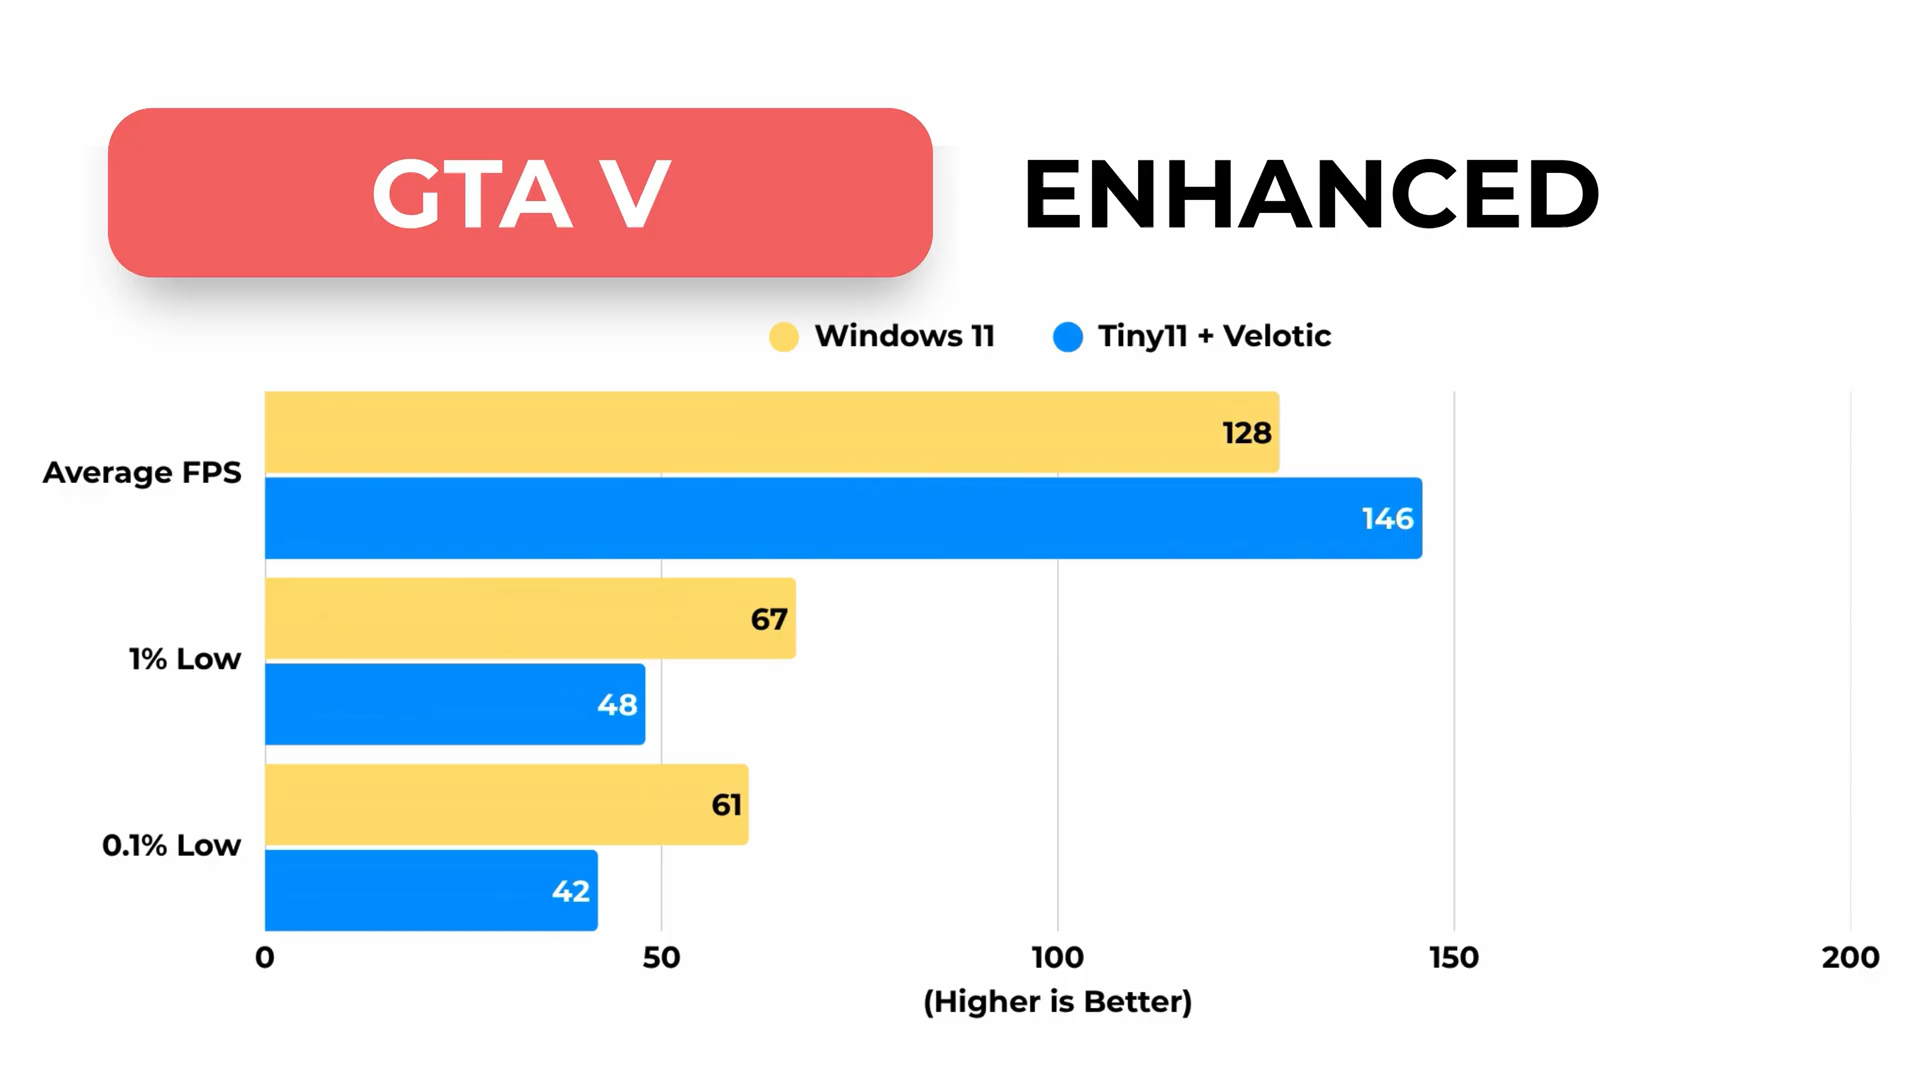 GTA V
ENHANCED
Windows 11
Tiny11 + Velotic
Average FPS
128
146
1% Low
67
48
0.1% Low
61
42
0 50 100 150 200
(Higher is Better)